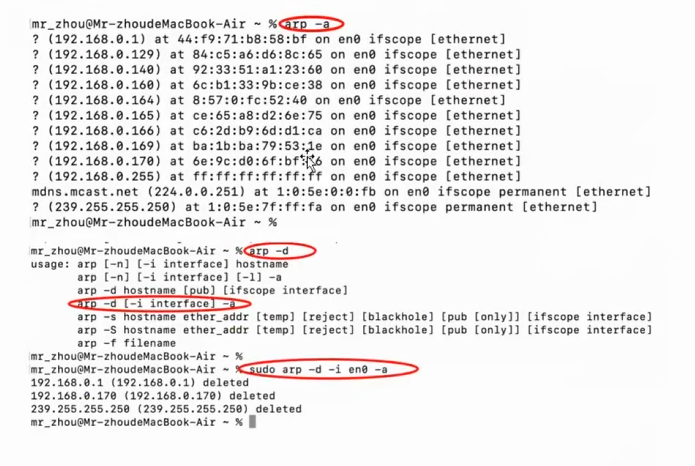 mr_zhou@Mr-zhoudeMacBook-Air ~ % arp -a
? (192.168.0.1) at 44:f9:71:b8:58:bf on en0 ifscope [ethernet]
? (192.168.0.129) at 84:c5:a6:d6:8c:65 on en0 ifscope [ethernet]
? (192.168.0.140) at 92:33:51:a1:23:60 on en0 ifscope [ethernet]
? (192.168.0.160) at 6c:b1:33:9b:ce:38 on en0 ifscope [ethernet]
? (192.168.0.164) at 8:57:0:fc:52:40 on en0 ifscope [ethernet]
? (192.168.0.165) at ce:65:a8:d2:6e:75 on en0 ifscope [ethernet]
? (192.168.0.166) at c6:2d:b9:6d:d1:ca on en0 ifscope [ethernet]
? (192.168.0.169) at ba:1b:ba:79:53:1e on en0 ifscope [ethernet]
? (192.168.0.170) at on en0 ifscope [ethernet]
? (192.168.0.255) at ff:ff:ff:ff:ff:ff on en0 ifscope [ethernet]
mdns.mcast.net (224.0.0.251) at 1:0:5e:0:0:fb on en0 ifscope permanent [ethernet]
? (239.255.255.250) at 1:0:5e:7f:ff:fa on en0 ifscope permanent [ethernet]
mr_zhou@Mr-zhoudeMacBook-Air ~ %
mr_zhou@Mr-zhoudeMacBook-Air ~ % arp -d
usage: arp [-n] [-i interface] hostname
arp [-n] [-i interface] [-l] -a
arp -d hostname [pub] [ifscope interface]
arp -d [-i interface] -a
arp -s hostname ether_addr [temp] [reject] [blackhole] [pub [only]] [ifscope interface]
arp -S hostname ether_addr [temp] [reject] [blackhole] [pub [only]] [ifscope interface]
arp -f filename
mr_zhou@Mr-zhoudeMacBook-Air ~ %
mr_zhou@Mr-zhoudeMacBook-Air ~ % sudo arp -d -i en0 -a
192.168.0.1 (192.168.0.1) deleted
192.168.0.170 (192.168.0.170) deleted
239.255.255.250 (239.255.255.250) deleted
mr_zhou@Mr-zhoudeMacBook-Air ~ %